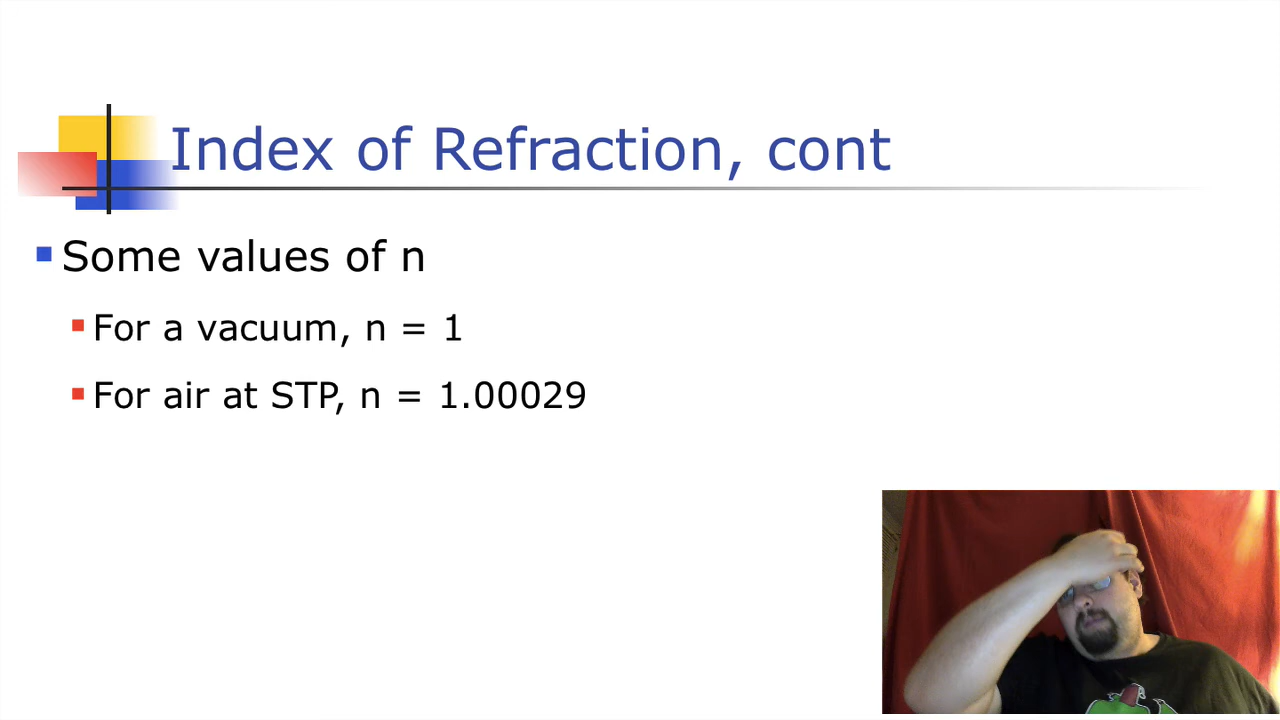 Index of Refraction, cont
Some values of n
For a vacuum, n = 1
For air at STP, n = 1.00029